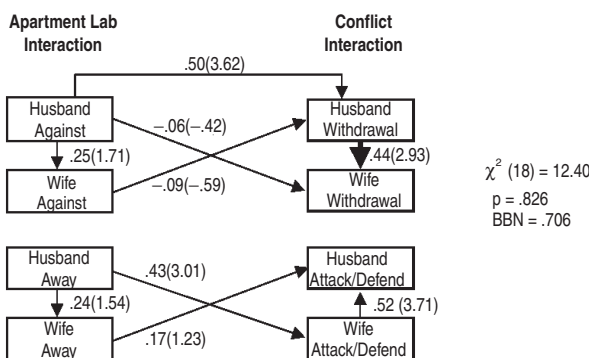 Apartment Lab
Interaction
Conflict
Interaction
.50(3.62)
Husband
Against
Husband
Withdrawal
–.06(–.42)
.25(1.71)
.44(2.93)
Wife
Against
–.09(–.59)
Wife
Withdrawal
χ² (18) = 12.40
p = .826
BBN = .706
Husband
Away
Husband
Attack/Defend
.43(3.01)
.24(1.54)
.52 (3.71)
Wife
Away
.17(1.23)
Wife
Attack/Defend